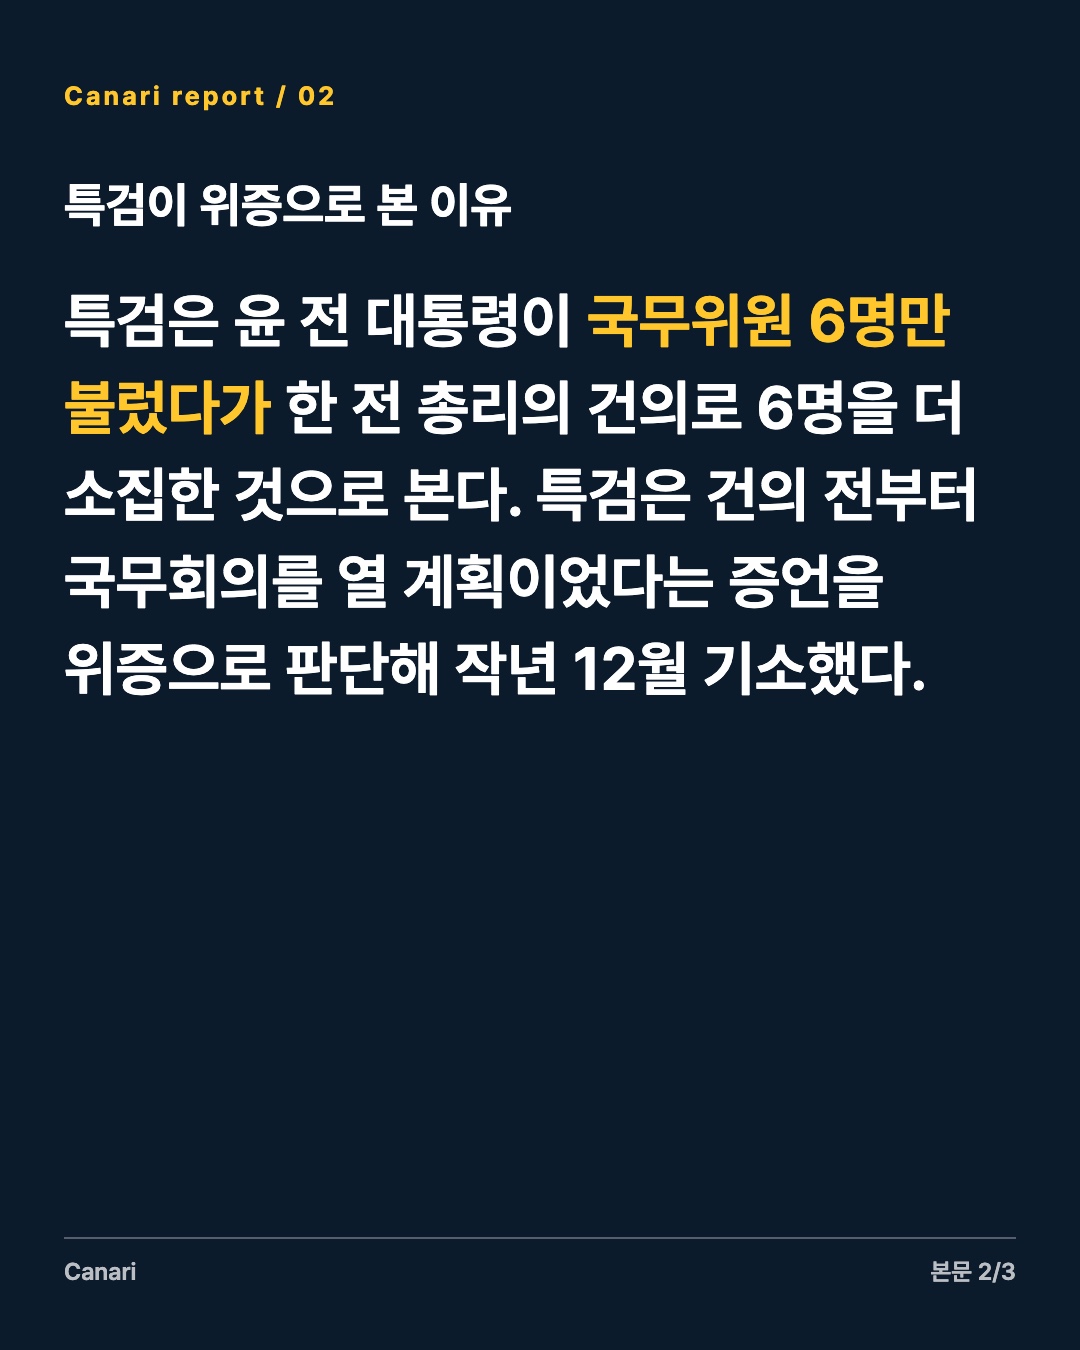 Canari report / 02
특검이 위증으로 본 이유
특검은 윤 전 대통령이 국무위원 6명만
불렀다가 한 전 총리의 건의로 6명을 더
소집한 것으로 본다. 특검은 건의 전부터
국무회의를 열 계획이었다는 증언을
위증으로 판단해 작년 12월 기소했다.
Canari
본문 2/3